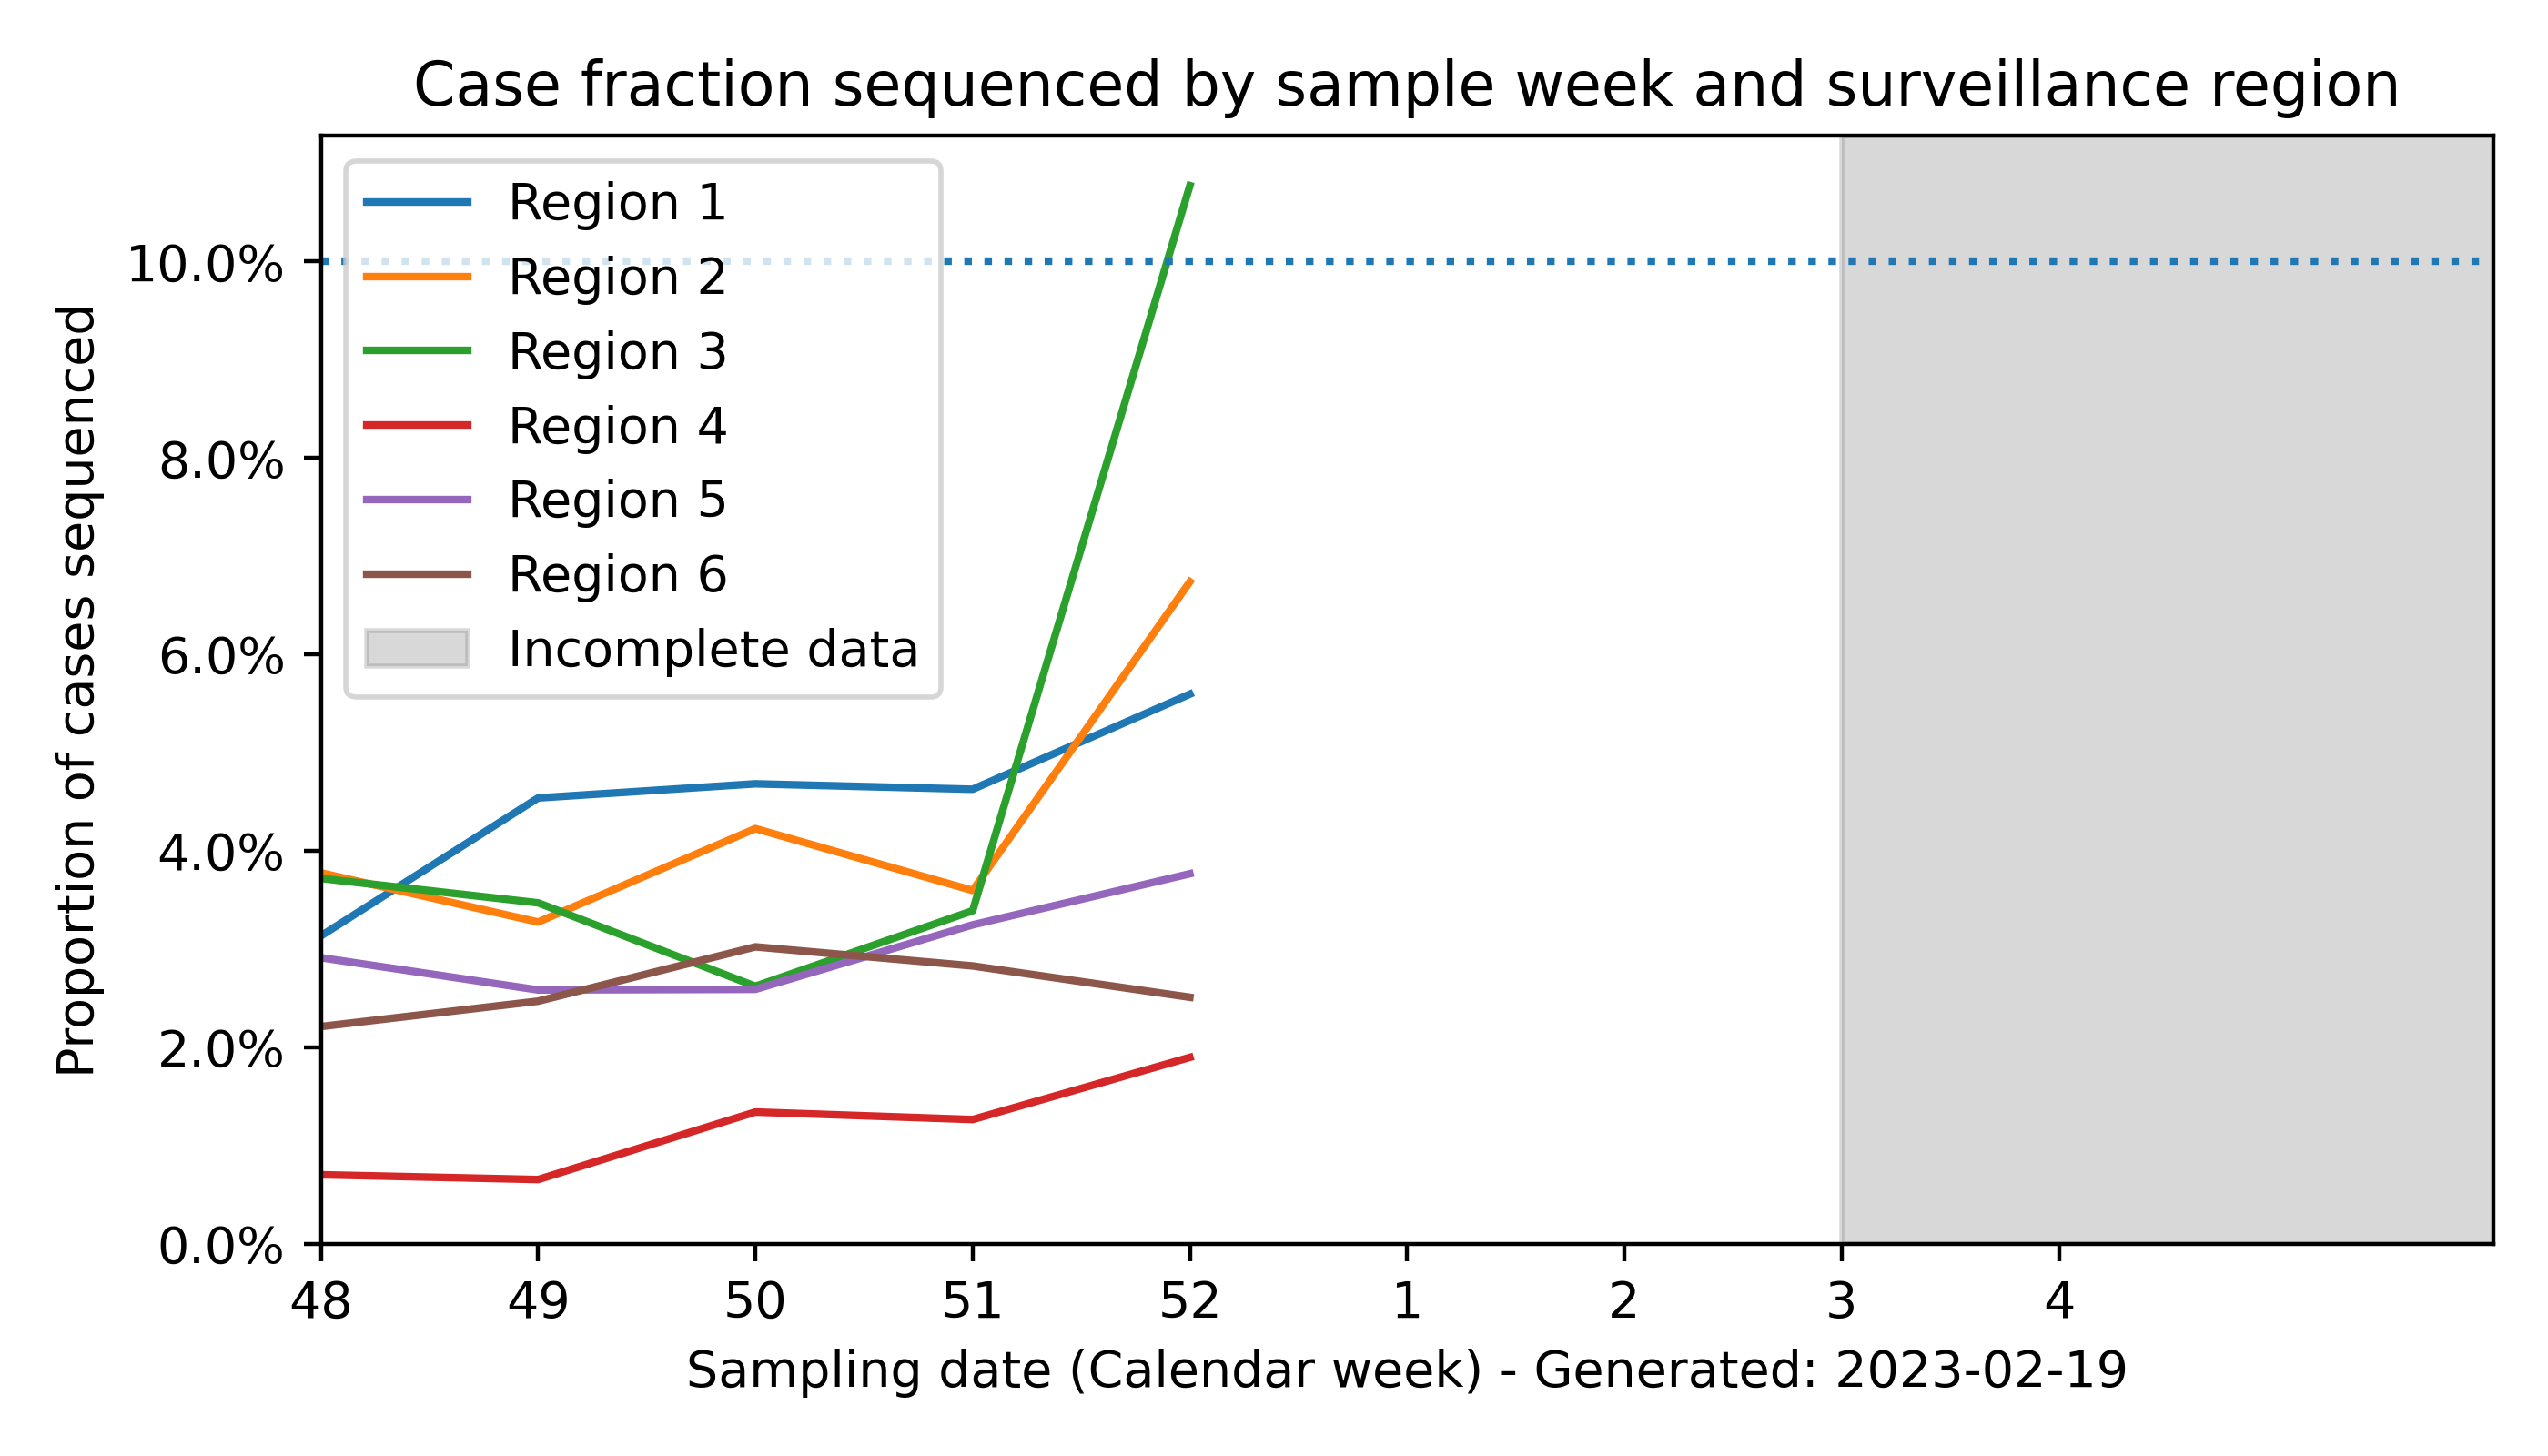 Case fraction sequenced by sample week and surveillance region
Region 1
Region 2
Region 3
Region 4
Region 5
Region 6
Incomplete data
Proportion of cases sequenced
10.0%
8.0%
6.0%
4.0%
2.0%
0.0%
48 49 50 51 52 1 2 3 4
Sampling date (Calendar week) - Generated: 2023-02-19